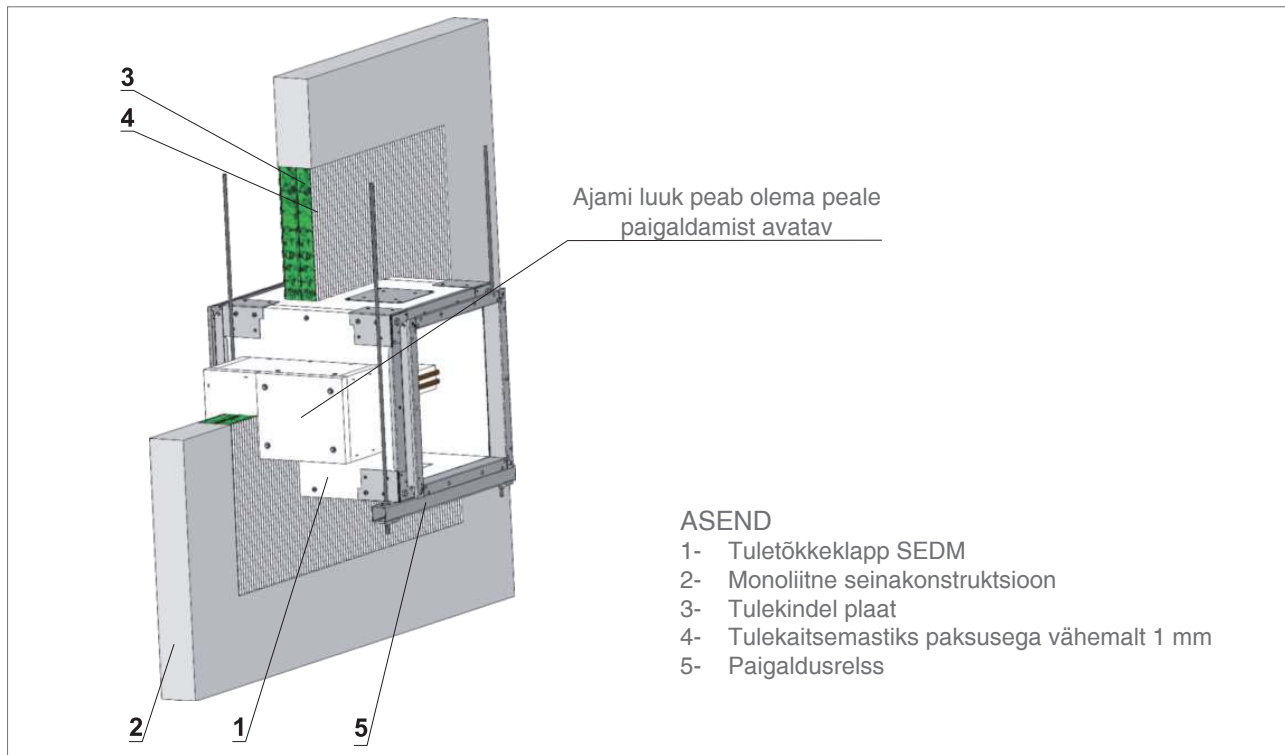 3
4
Ajami luuk peab olema peale
paigaldamist avatav
ASEND
1- Tuletõkkeklapp SEDM
2- Monoliitne seinakonstruktsioon
3- Tulekindel plaat
4- Tulekaitsemastiks paksusega vähemalt 1 mm
5- Paigaldusrelss
2
1
5